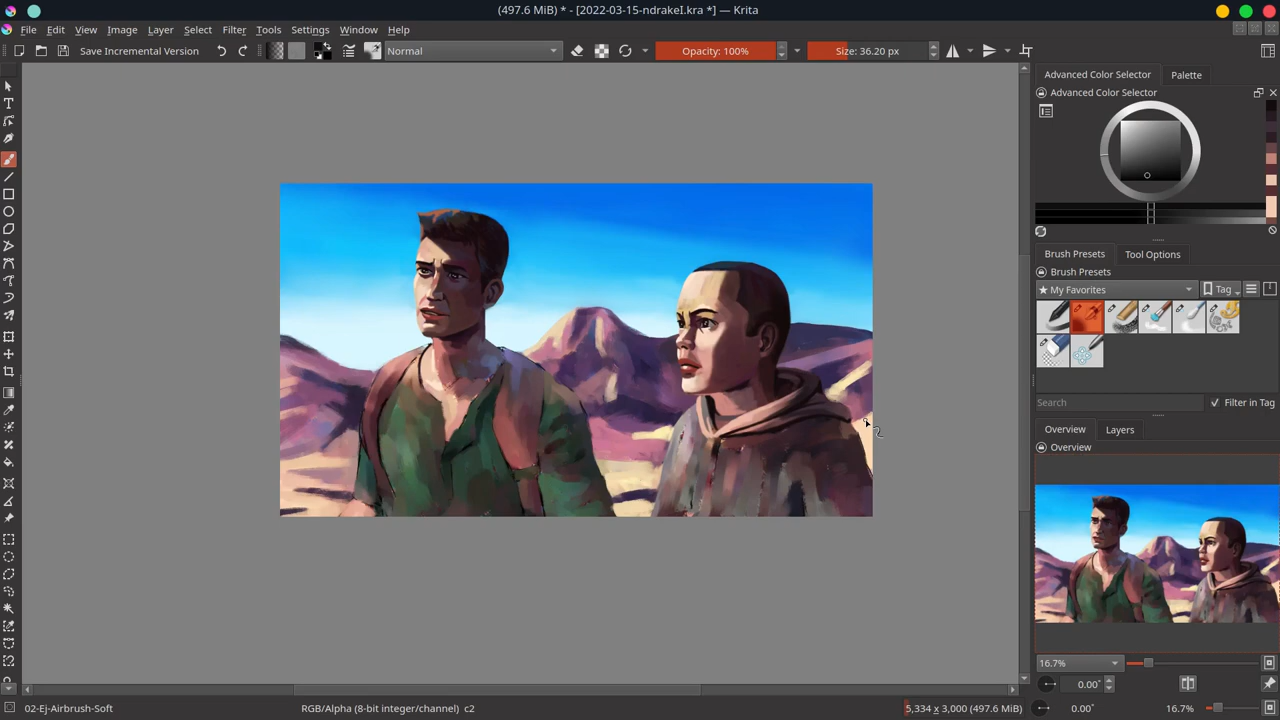 (497.6 MiB) * - [2022-03-15-ndrakeI.kra *] — Krita
File Edit View Image Layer Select Filter Tools Settings Window Help
Save Incremental Version Normal Opacity: 100% Size: 36.20 px
Advanced Color Selector Palette
Advanced Color Selector
Brush Presets Tool Options
Brush Presets
★ My Favorites Tag
Search Filter in Tag
Overview Layers
Overview
16.7%
0.00°
02-Ej-Airbrush-Soft RGB/Alpha (8-bit integer/channel) c2 5,334 x 3,000 (497.6 MiB) 0.00° 16.7%